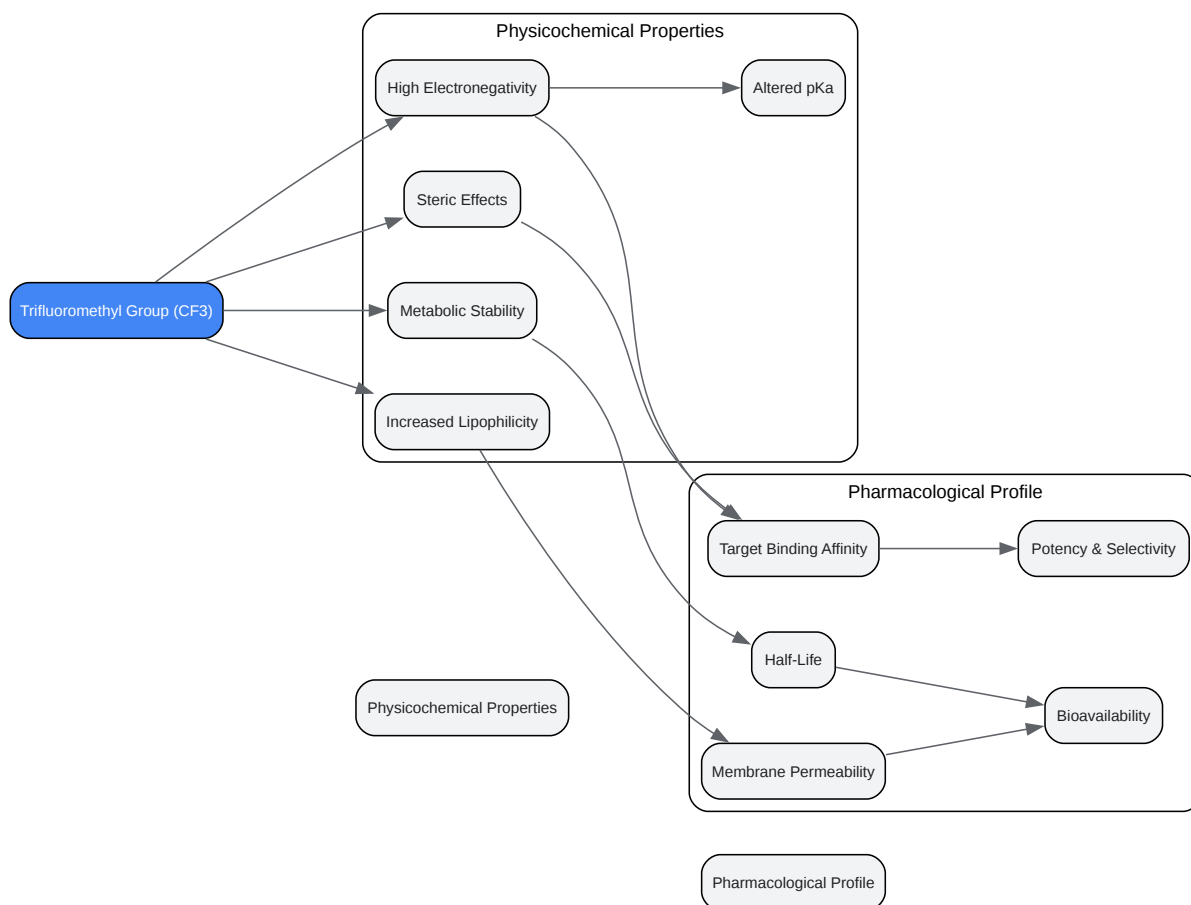 Physicochemical Properties
High Electronegativity
Altered pKa
Steric Effects
Trifluoromethyl Group (CF3)
Metabolic Stability
Increased Lipophilicity
Pharmacological Profile
Target Binding Affinity
Potency & Selectivity
Half-Life
Physicochemical Properties
Bioavailability
Membrane Permeability
Pharmacological Profile